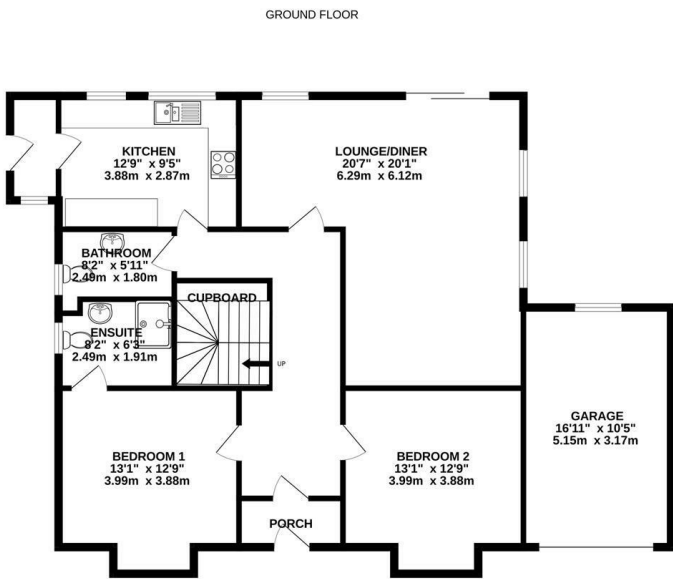 GROUND FLOOR
KITCHEN
12'9" x 9'5"
3.88m x 2.87m
LOUNGE/DINER
20'7" x 20'1"
6.29m x 6.12m
BATHROOM
8'2" x 5'11"
2.49m x 1.80m
CUPBOARD
ENSUITE
8'2" x 6'3"
2.49m x 1.91m
UP
GARAGE
16'11" x 10'5"
5.15m x 3.17m
BEDROOM 1
13'1" x 12'9"
3.99m x 3.88m
BEDROOM 2
13'1" x 12'9"
3.99m x 3.88m
PORCH